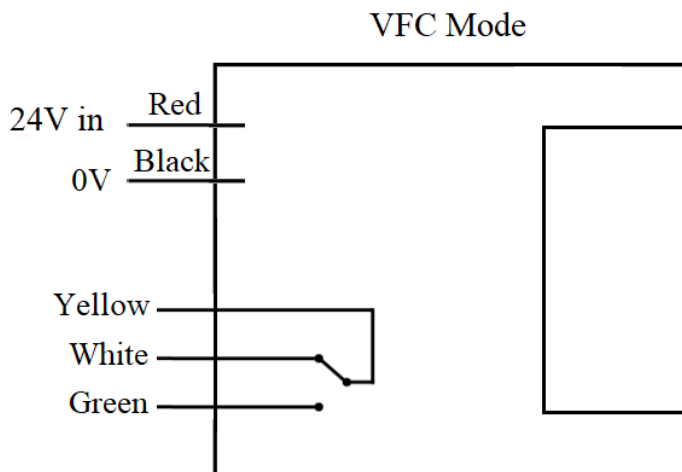 VFC Mode
24V in
Red
0V
Black
Yellow
White
Green